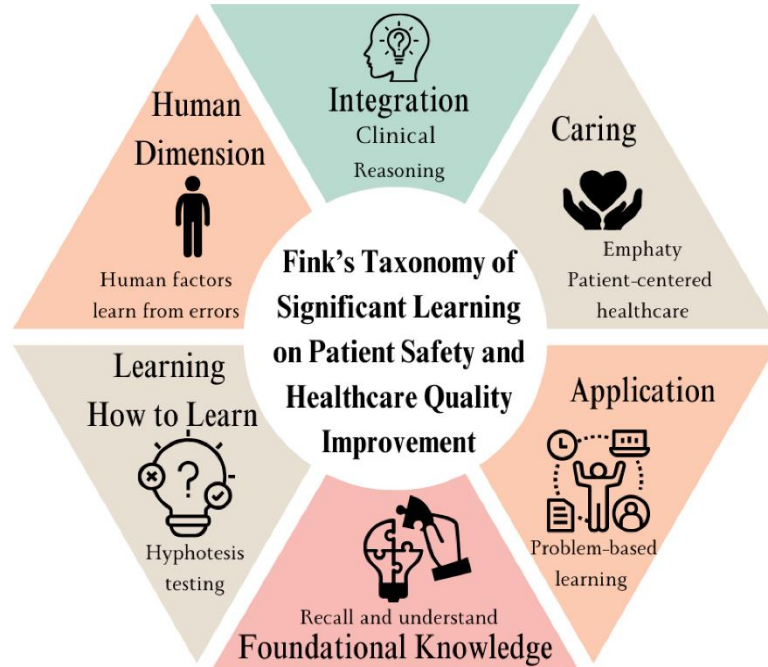 Integration
Clinical
Reasoning
Human
Dimension
Human factors
learn from errors
Caring
Emphaty
Patient-centered
healthcare
Fink's Taxonomy of
Significant Learning
on Patient Safety and
Healthcare Quality
Improvement
Learning
How to Learn
?
Hyphotesis
testing
Application
Problem-based
learning
Recall and understand
Foundational Knowledge